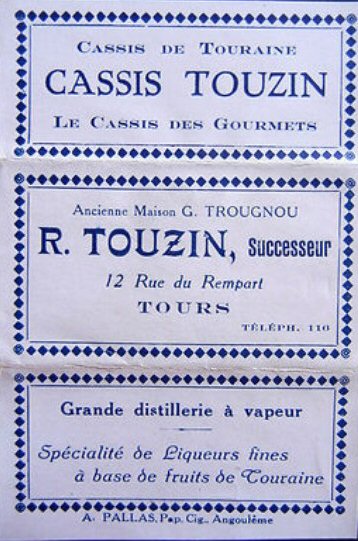 CASSIS DE TOURAINE
CASSIS TOUZIN
LE CASSIS DES GOURMETS
Ancienne Maison G. TROUGNOU
R. TOUZIN, Successeur
12 Rue du Rempart
TOURS
TÉLÉPH. 110
Grande distillerie à vapeur
Spécialité de Liqueurs fines
à base de fruits de Touraine
A. PALLAS, Pap. Cig., Angoulême